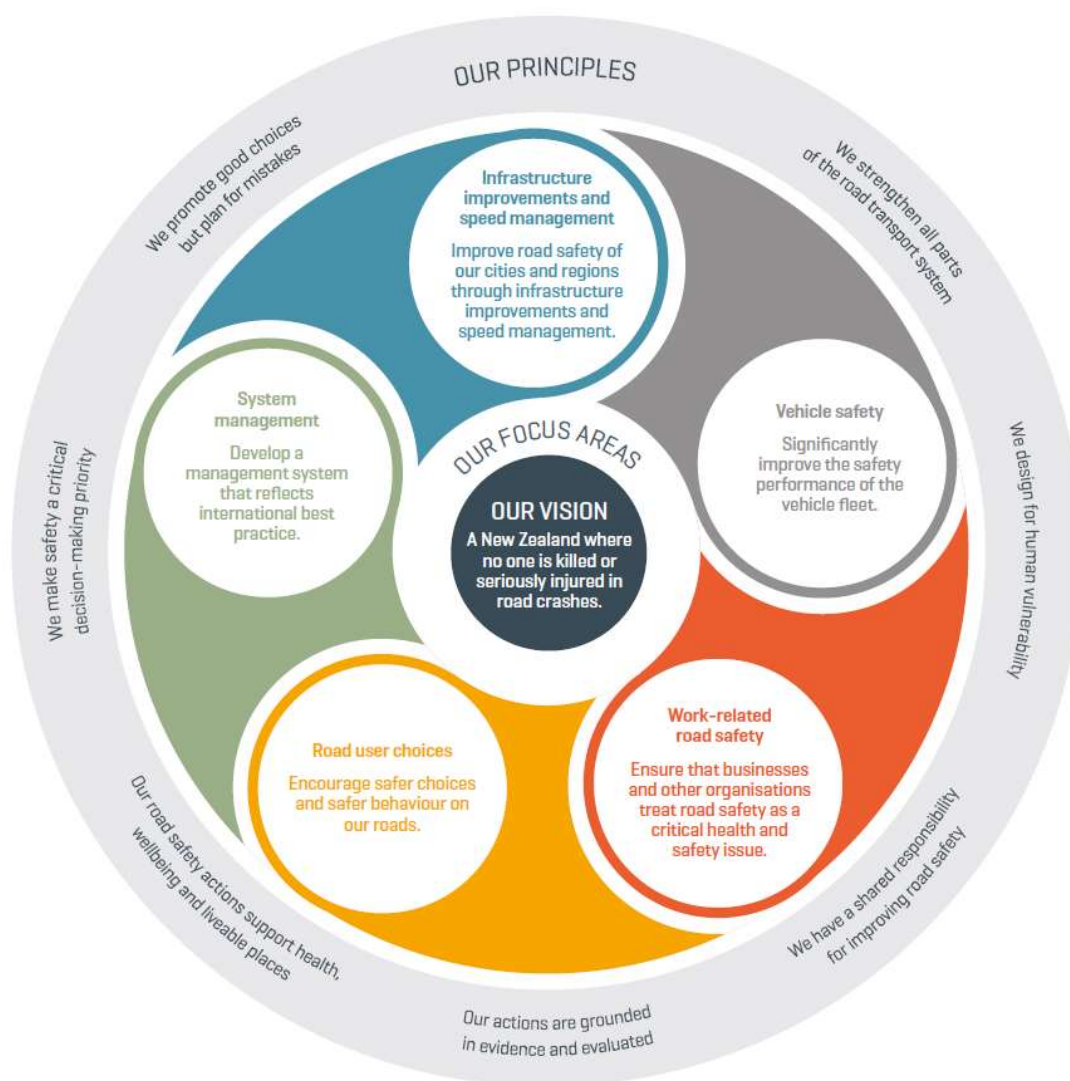 OUR PRINCIPLES
We promote good choices
but plan for mistakes
We strengthen all parts
of the road transport system
We design for human vulnerability
We have a shared responsibility
for improving road safety
Our actions are grounded
in evidence and evaluated
Our road safety actions support health,
wellbeing and liveable places
We make safety a critical
decision-making priority
Infrastructure
improvements and
speed management
Improve road safety of
our cities and regions
through infrastructure
improvements and
speed management.
Vehicle safety
Significantly
improve the safety
performance of the
vehicle fleet.
Work-related
road safety
Ensure that businesses
and other organisations
treat road safety as a
critical health and
safety issue.
Road user choices
Encourage safer choices
and safer behaviour on
our roads.
System
management
Develop a
management system
that reflects
international best
practice.
OUR FOCUS AREAS
OUR VISION
A New Zealand where
no one is killed or
seriously injured in
road crashes.